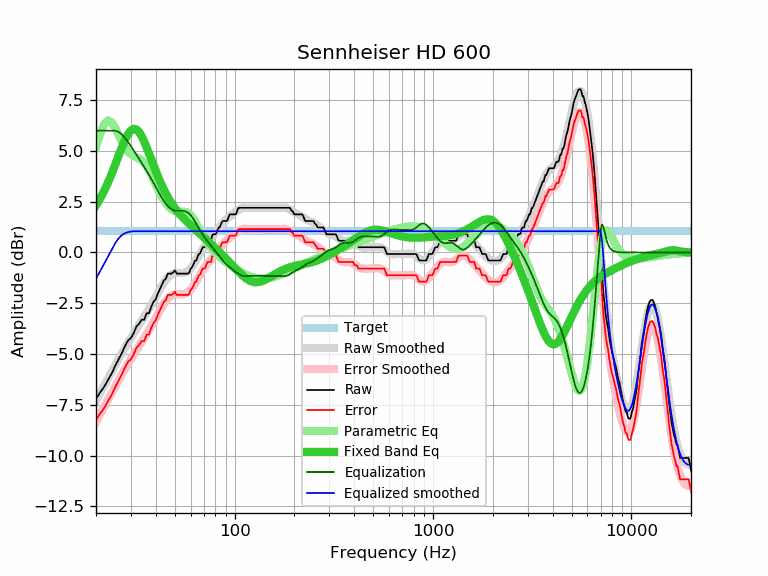 Sennheiser HD 600
7.5
5.0
2.5
0.0
−2.5
−5.0
−7.5
−10.0
−12.5
Amplitude (dBr)
Target
Raw Smoothed
Error Smoothed
Raw
Error
Parametric Eq
Fixed Band Eq
Equalization
Equalized smoothed
100
1000
10000
Frequency (Hz)